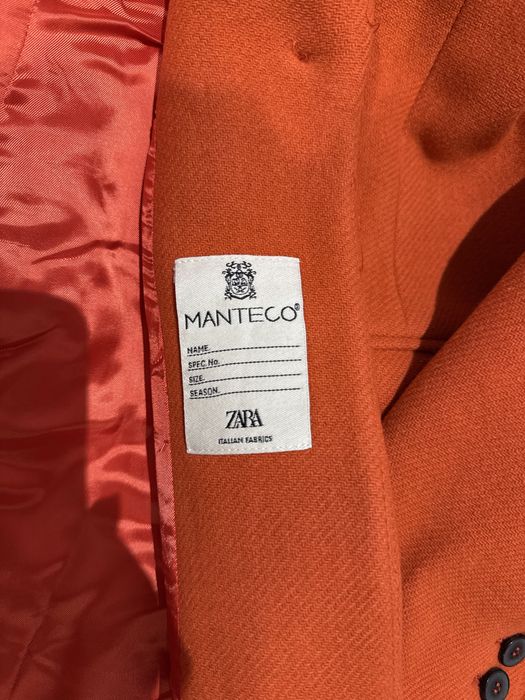 MANTECO®
NAME
SPEC. No.
SIZE
SEASON.
ZARA
ITALIAN FABRICS